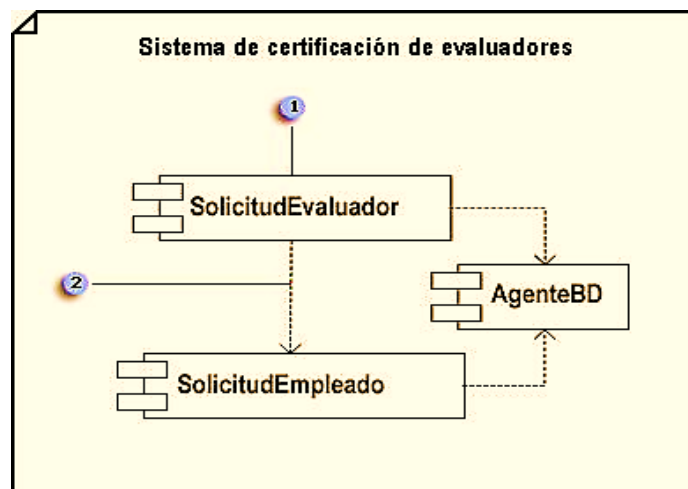 Sistema de certificación de evaluadores
1
SolicitudEvaluador
AgenteBD
2
SolicitudEmpleado